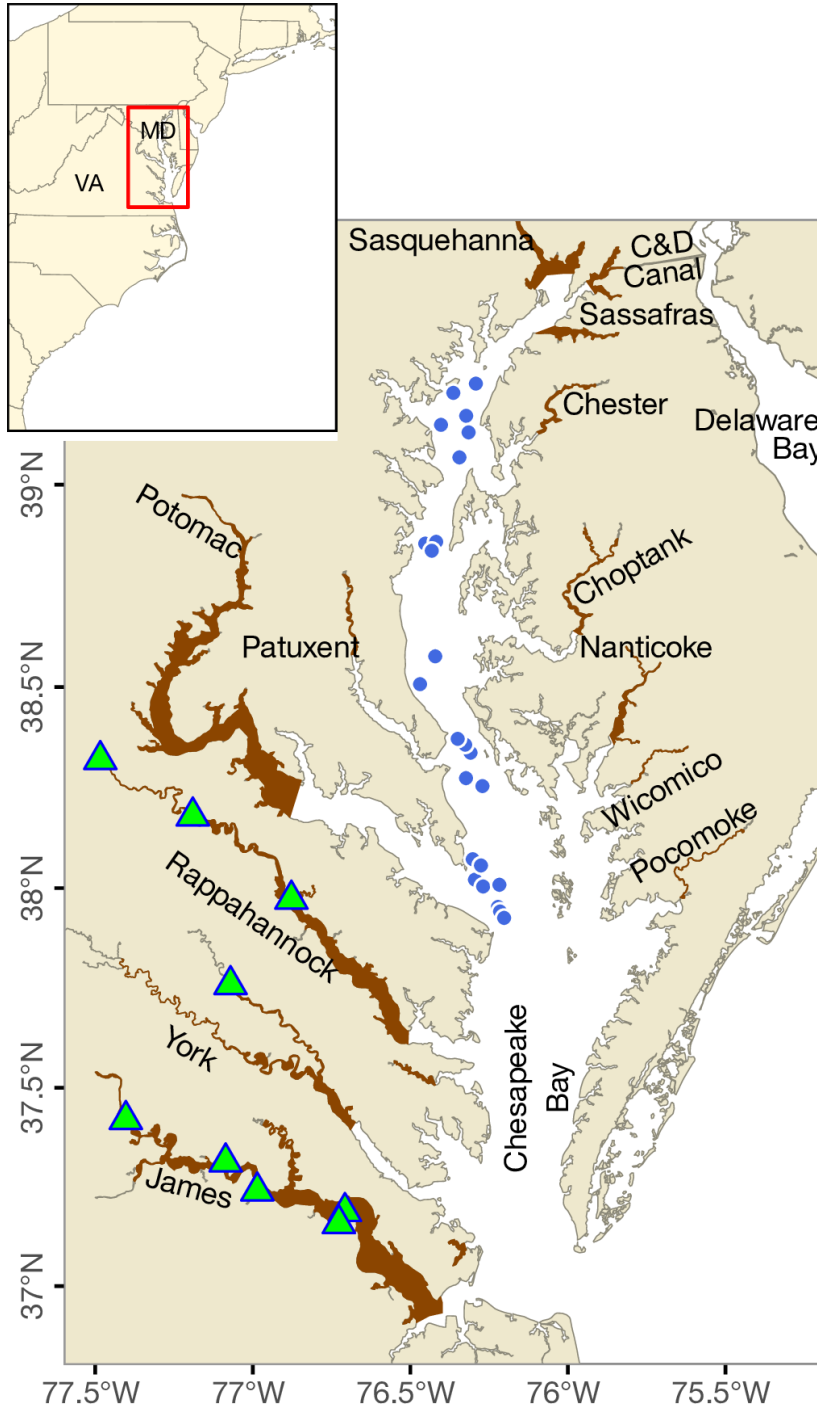 MD
VA
Sasquehanna
C&D
Canal
Sassafras
Chester
Delaware
Bay
39°N
Potomac
Choptank
Patuxent
Nanticoke
38.5°N
Wicomico
Pocomoke
38°N
Rappahannock
York
Chesapeake
Bay
37.5°N
James
37°N
77.5°W
77°W
76.5°W
76°W
75.5°W